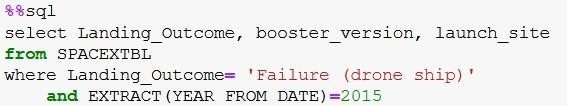 %%sql
select Landing_Outcome, booster_version, launch_site
from SPACEXTBL
where Landing_Outcome= 'Failure (drone ship)'
    and EXTRACT(YEAR FROM DATE)=2015